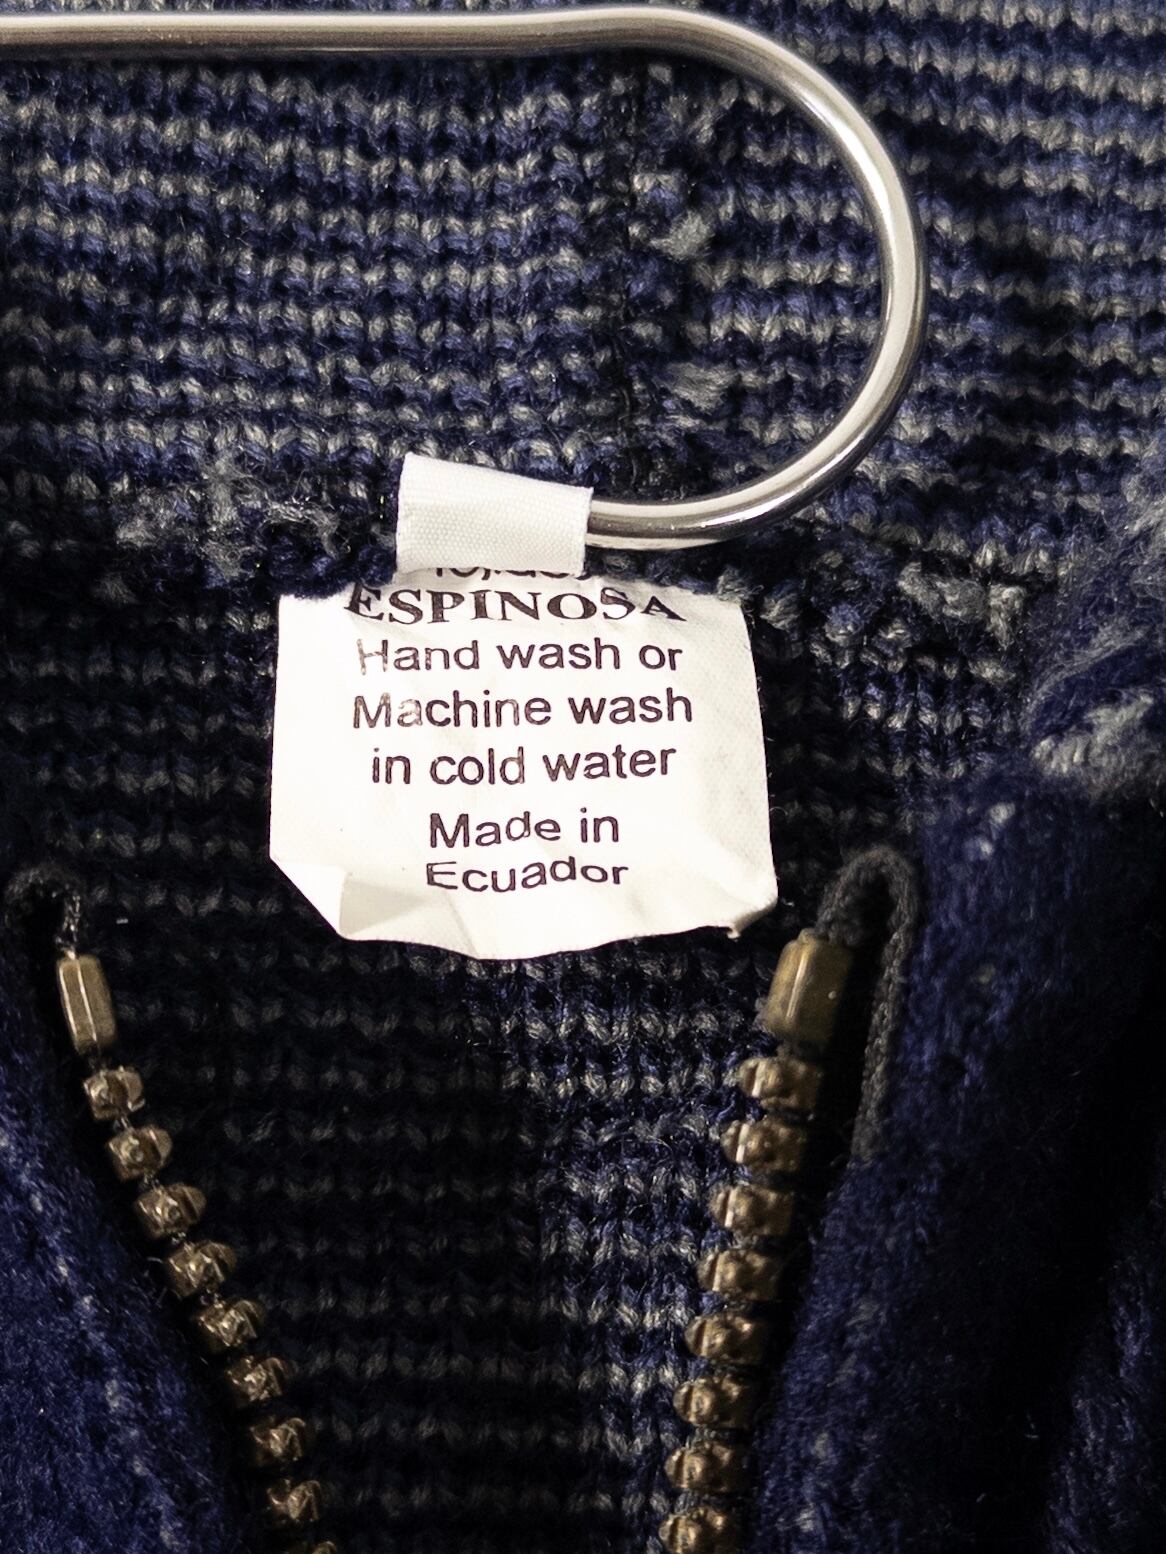 ESPINOSA
Hand wash or
Machine wash
in cold water
Made in
Ecuador